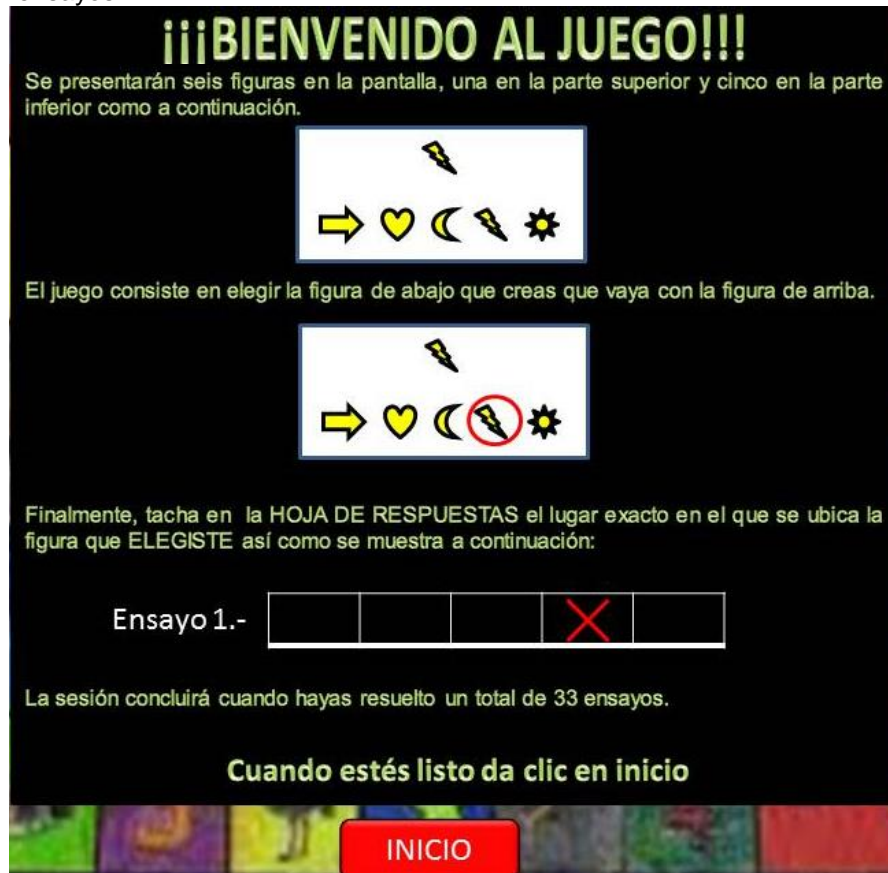 ¡¡¡BIENVENIDO AL JUEGO!!!
Se presentarán seis figuras en la pantalla, una en la parte superior y cinco en la parte
inferior como a continuación.
El juego consiste en elegir la figura de abajo que creas que vaya con la figura de arriba.
Finalmente, tacha en la HOJA DE RESPUESTAS el lugar exacto en el que se ubica la
figura que ELEGISTE así como se muestra a continuación:
Ensayo 1.-
La sesión concluirá cuando hayas resuelto un total de 33 ensayos.
Cuando estés listo da clic en inicio
INICIO